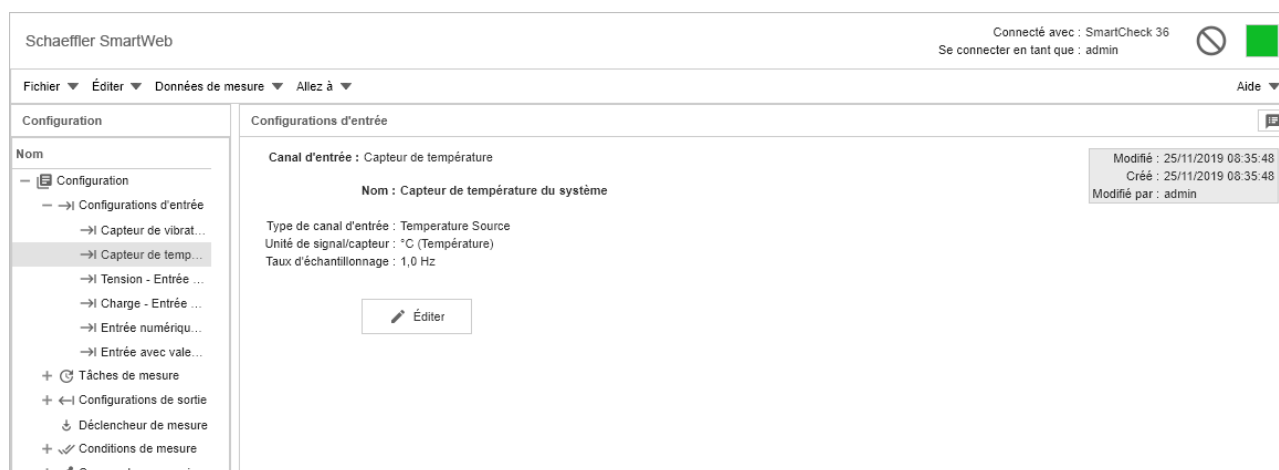 Schaeffler SmartWeb
Connecté avec : SmartCheck 36
Se connecter en tant que : admin
Fichier Éditer Données de mesure Allez à Aide
Configuration
Nom
Configuration
Configurations d'entrée
Capteur de vibrat...
Capteur de temp...
Tension - Entrée ...
Charge - Entrée ...
Entrée numériqu...
Entrée avec vale...
Tâches de mesure
Configurations de sortie
Déclencheur de mesure
Conditions de mesure
Configurations d'entrée
Canal d'entrée : Capteur de température
Nom : Capteur de température du système
Type de canal d'entrée : Temperature Source
Unité de signal/capteur : °C (Température)
Taux d'échantillonnage : 1,0 Hz
Éditer
Modifié : 25/11/2019 08:35:48
Créé : 25/11/2019 08:35:48
Modifié par : admin